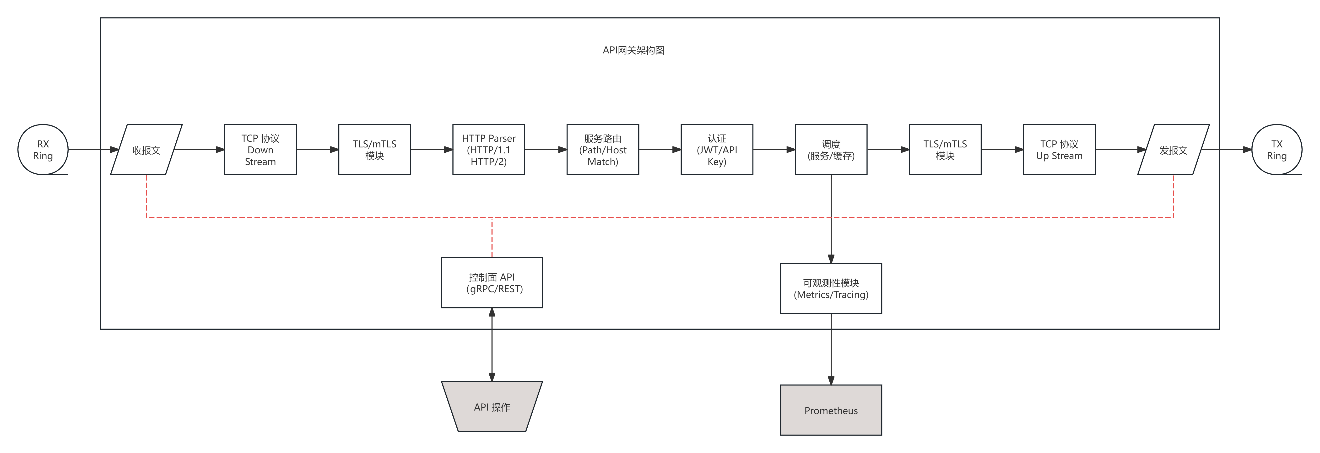 API网关架构图
RX
Ring
收报文
TCP 协议
Down
Stream
TLS/mTLS
模块
HTTP Parser
(HTTP/1.1
HTTP/2)
服务路由
(Path/Host
Match)
认证
(JWT/API
Key)
调度
(服务/缓存)
TLS/mTLS
模块
TCP 协议
Up Stream
发报文
TX
Ring
控制面 API
(gRPC/REST)
可观测性模块
(Metrics/Tracing)
API 操作
Prometheus